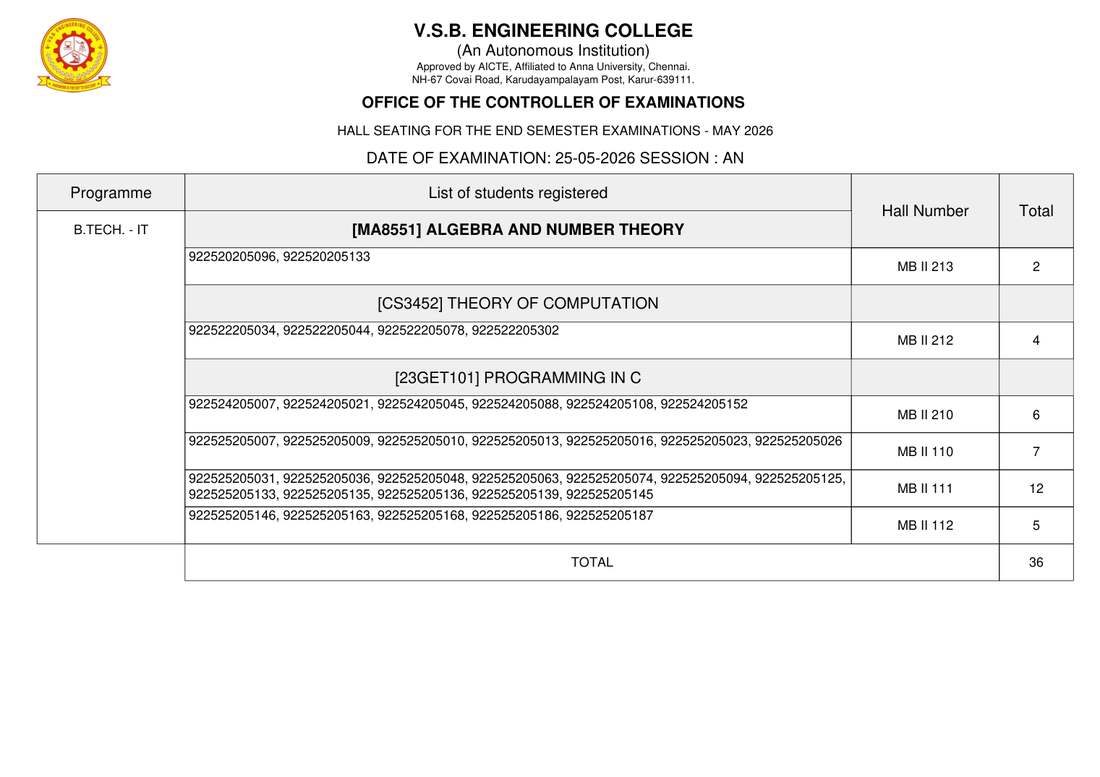 V.S.B. ENGINEERING COLLEGE
(An Autonomous Institution)
Approved by AICTE, Affiliated to Anna University, Chennai.
NH-67 Covai Road, Karudayampalayam Post, Karur-639111.
OFFICE OF THE CONTROLLER OF EXAMINATIONS
HALL SEATING FOR THE END SEMESTER EXAMINATIONS - MAY 2026
DATE OF EXAMINATION: 25-05-2026 SESSION : AN
Programme
List of students registered
Hall Number
Total
B.TECH. - IT
[MA8551] ALGEBRA AND NUMBER THEORY
922520205096, 922520205133
MB II 213
2
[CS3452] THEORY OF COMPUTATION
922522205034, 922522205044, 922522205078, 922522205302
MB II 212
4
[23GET101] PROGRAMMING IN C
922524205007, 922524205021, 922524205045, 922524205088, 922524205108, 922524205152
MB II 210
6
922525205007, 922525205009, 922525205010, 922525205013, 922525205016, 922525205023, 922525205026
MB II 110
7
922525205031, 922525205036, 922525205048, 922525205063, 922525205074, 922525205094, 922525205125,
922525205133, 922525205135, 922525205136, 922525205139, 922525205145
MB II 111
12
922525205146, 922525205163, 922525205168, 922525205186, 922525205187
MB II 112
5
TOTAL
36